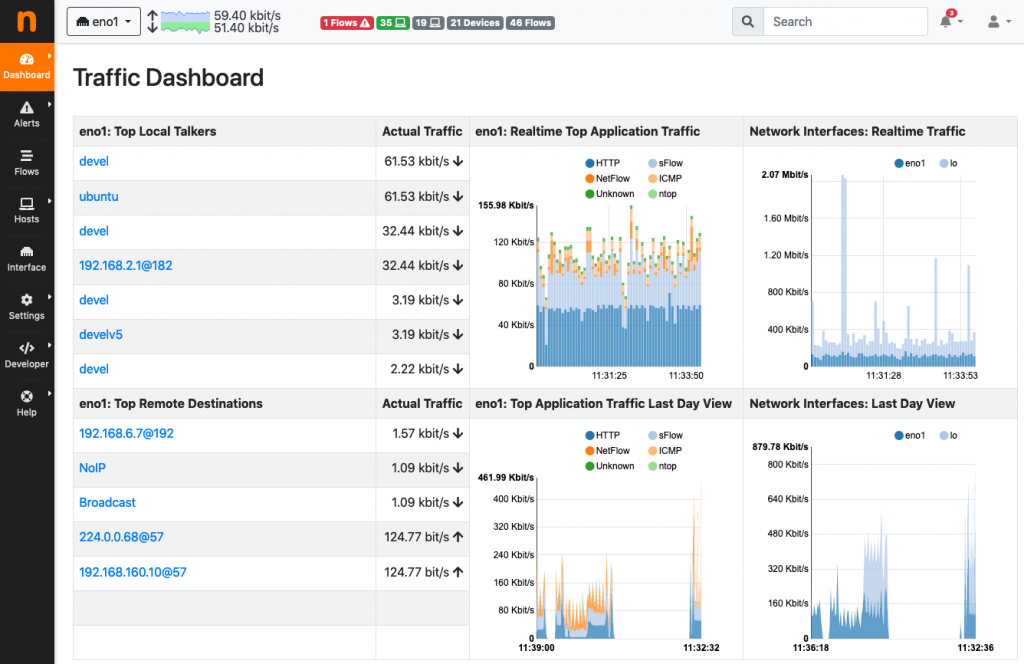 n
eno1
59.40 kbit/s
51.40 kbit/s
1 Flows
35
19
21 Devices
46 Flows
Search
3
Dashboard
Alerts
Flows
Hosts
Interface
Settings
Developer
Help
Traffic Dashboard
eno1: Top Local Talkers Actual Traffic
devel 61.53 kbit/s
ubuntu 61.53 kbit/s
devel 32.44 kbit/s
192.168.2.1@182 32.44 kbit/s
devel 3.19 kbit/s
develv5 3.19 kbit/s
devel 2.22 kbit/s
eno1: Realtime Top Application Traffic
HTTP sFlow
NetFlow ICMP
Unknown ntop
155.98 Kbit/s
120 Kbit/s
80 Kbit/s
40 Kbit/s
0
11:31:25 11:33:50
Network Interfaces: Realtime Traffic
eno1 lo
2.07 Mbit/s
1.60 Mbit/s
1.20 Mbit/s
800 Kbit/s
400 Kbit/s
0
11:31:28 11:33:53
eno1: Top Remote Destinations Actual Traffic
192.168.6.7@192 1.57 kbit/s
NoIP 1.09 kbit/s
Broadcast 1.09 kbit/s
224.0.0.68@57 124.77 bit/s
192.168.160.10@57 124.77 bit/s
eno1: Top Application Traffic Last Day View
HTTP sFlow
NetFlow ICMP
Unknown ntop
461.99 Kbit/s
400 Kbit/s
320 Kbit/s
240 Kbit/s
160 Kbit/s
80 Kbit/s
0
11:39:00 11:32:32
Network Interfaces: Last Day View
eno1 lo
879.78 Kbit/s
800 Kbit/s
640 Kbit/s
480 Kbit/s
320 Kbit/s
160 Kbit/s
0
11:36:18 11:32:36